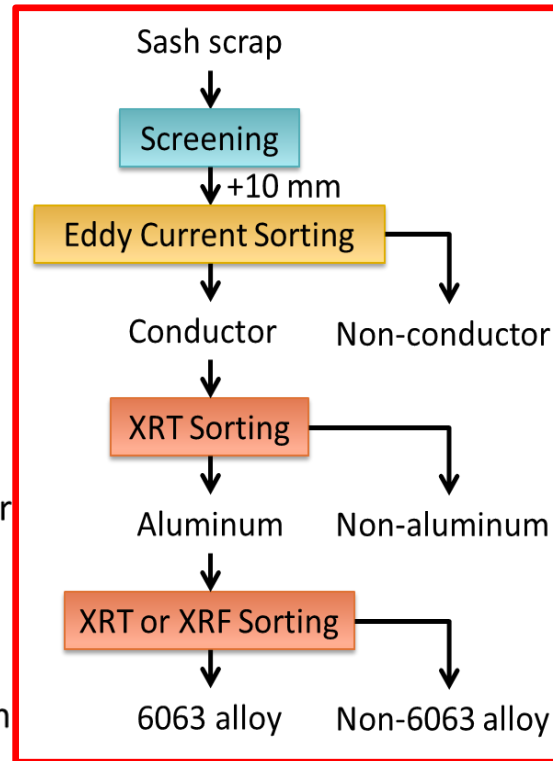 Sash scrap
Screening
+10 mm
Eddy Current Sorting
Conductor
Non-conductor
XRT Sorting
Aluminum
Non-aluminum
XRT or XRF Sorting
6063 alloy
Non-6063 alloy